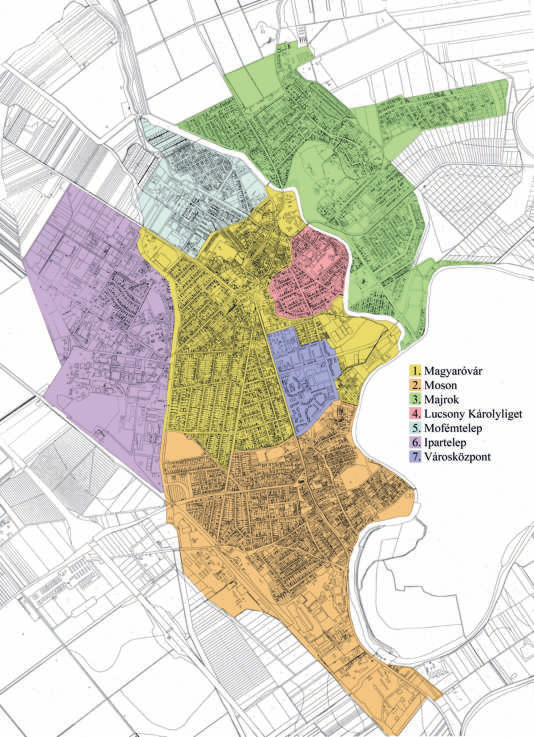 1. Magyaróvár
2. Moson
3. Majrok
4. Lucsony Károlyliget
5. Mofémtelep
6. Ipartelep
7. Városközpont